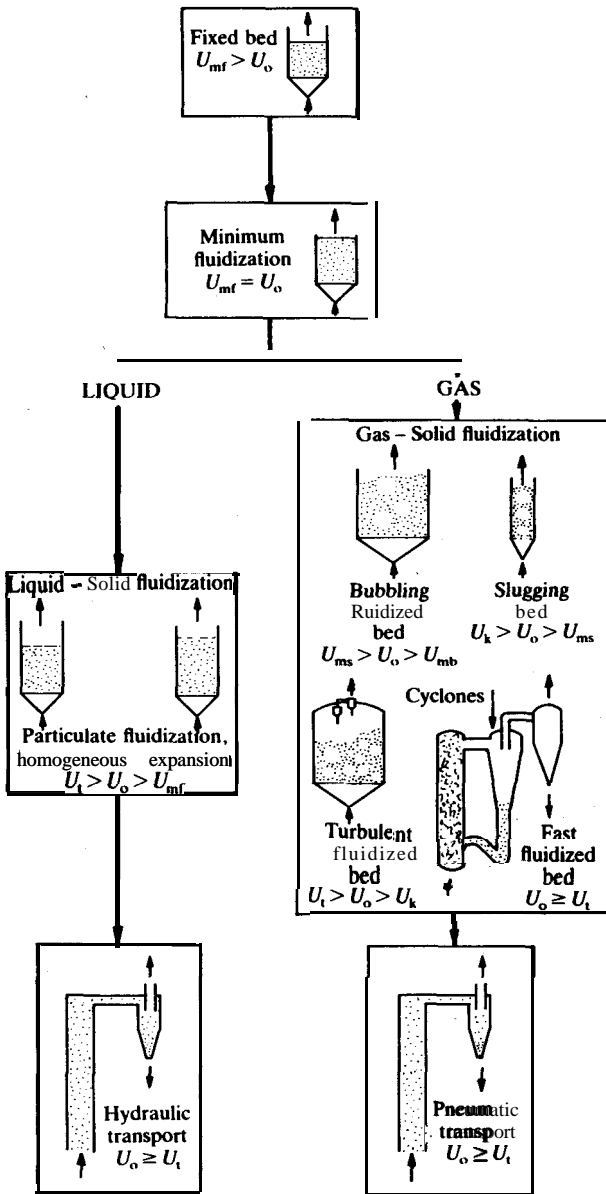 Fixed bed
U_mf > U_o
Minimum
fluidization
U_mf = U_o
LIQUID
GAS
Liquid – Solid fluidization
Particulate fluidization,
homogeneous expansion
U_t > U_o > U_mf
Gas – Solid fluidization
Bubbling
Ruidized
bed
U_ms > U_o > U_mb
Slugging
bed
U_k > U_o > U_ms
Cyclones
Turbulent
fluidized
bed
U_t > U_o > U_k
Fast
fluidized
bed
U_o ≥ U_t
Hydraulic
transport
U_o ≥ U_t
Pneumatic
transport
U_o ≥ U_t